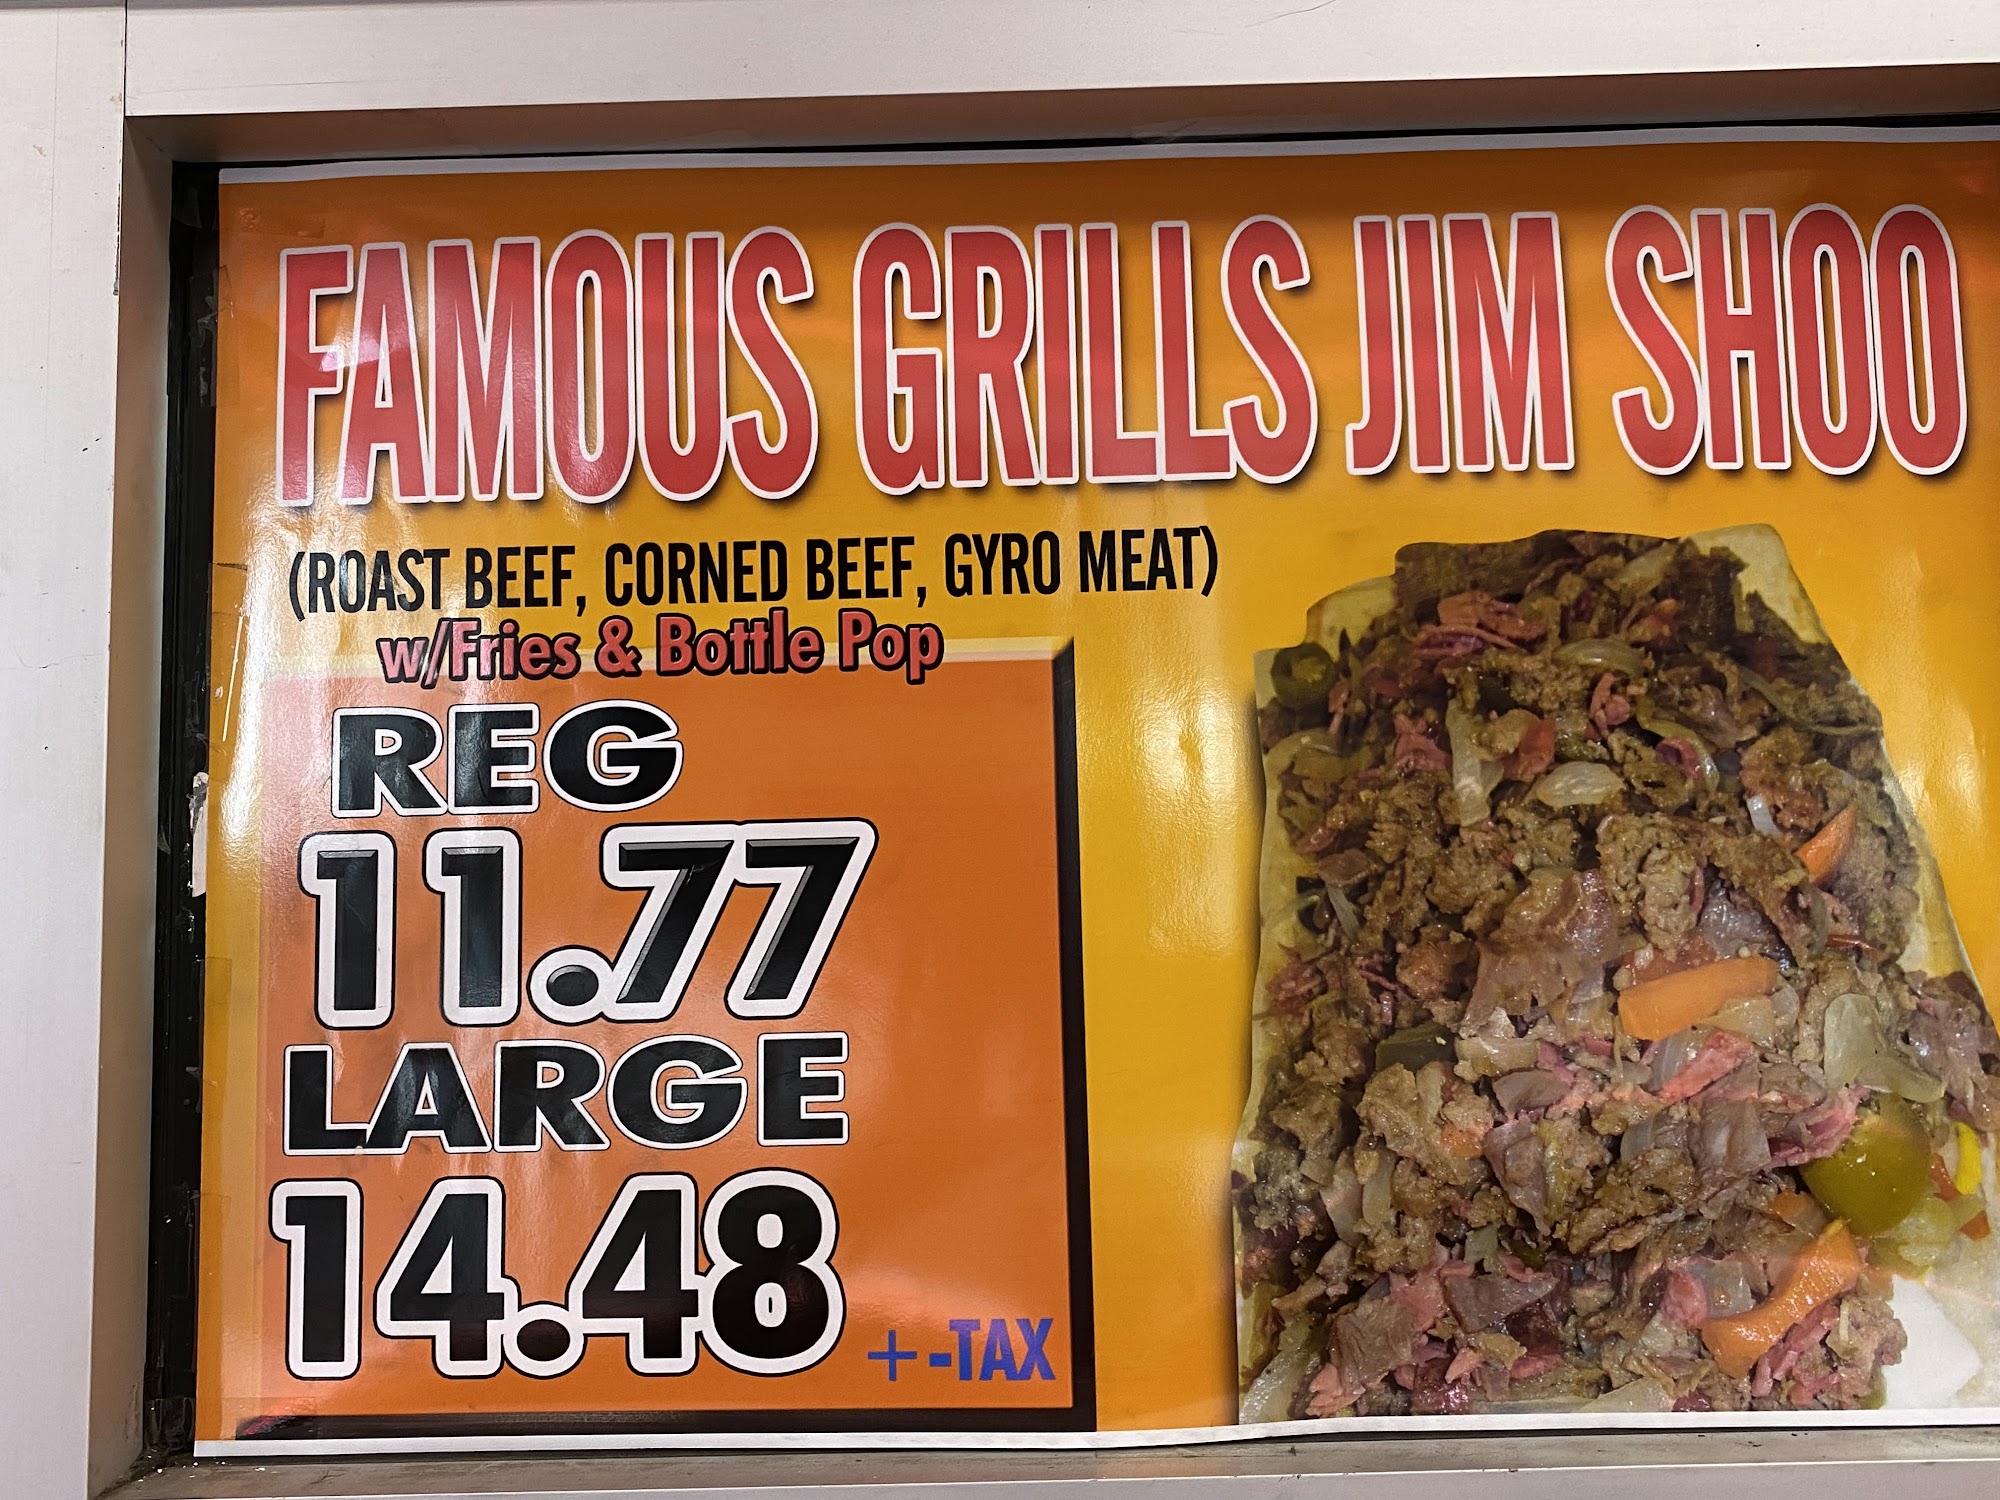 FAMOUS GRILLS JIM SHOO
(ROAST BEEF, CORNED BEEF, GYRO MEAT)
w/Fries & Bottle Pop
REG
11.77
LARGE
14.48
+-TAX